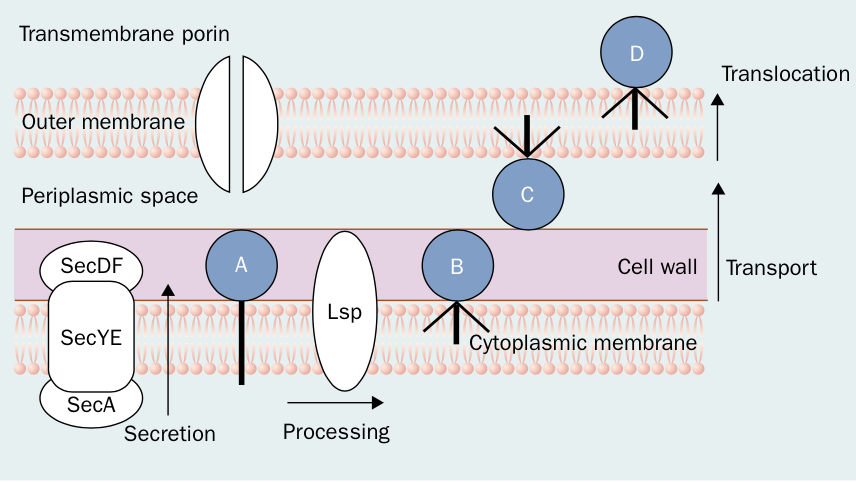 Transmembrane porin
D
Translocation
Outer membrane
Periplasmic space
C
SecDF
A
B
Cell wall
Transport
Lsp
SecYE
Cytoplasmic membrane
SecA
Secretion
Processing